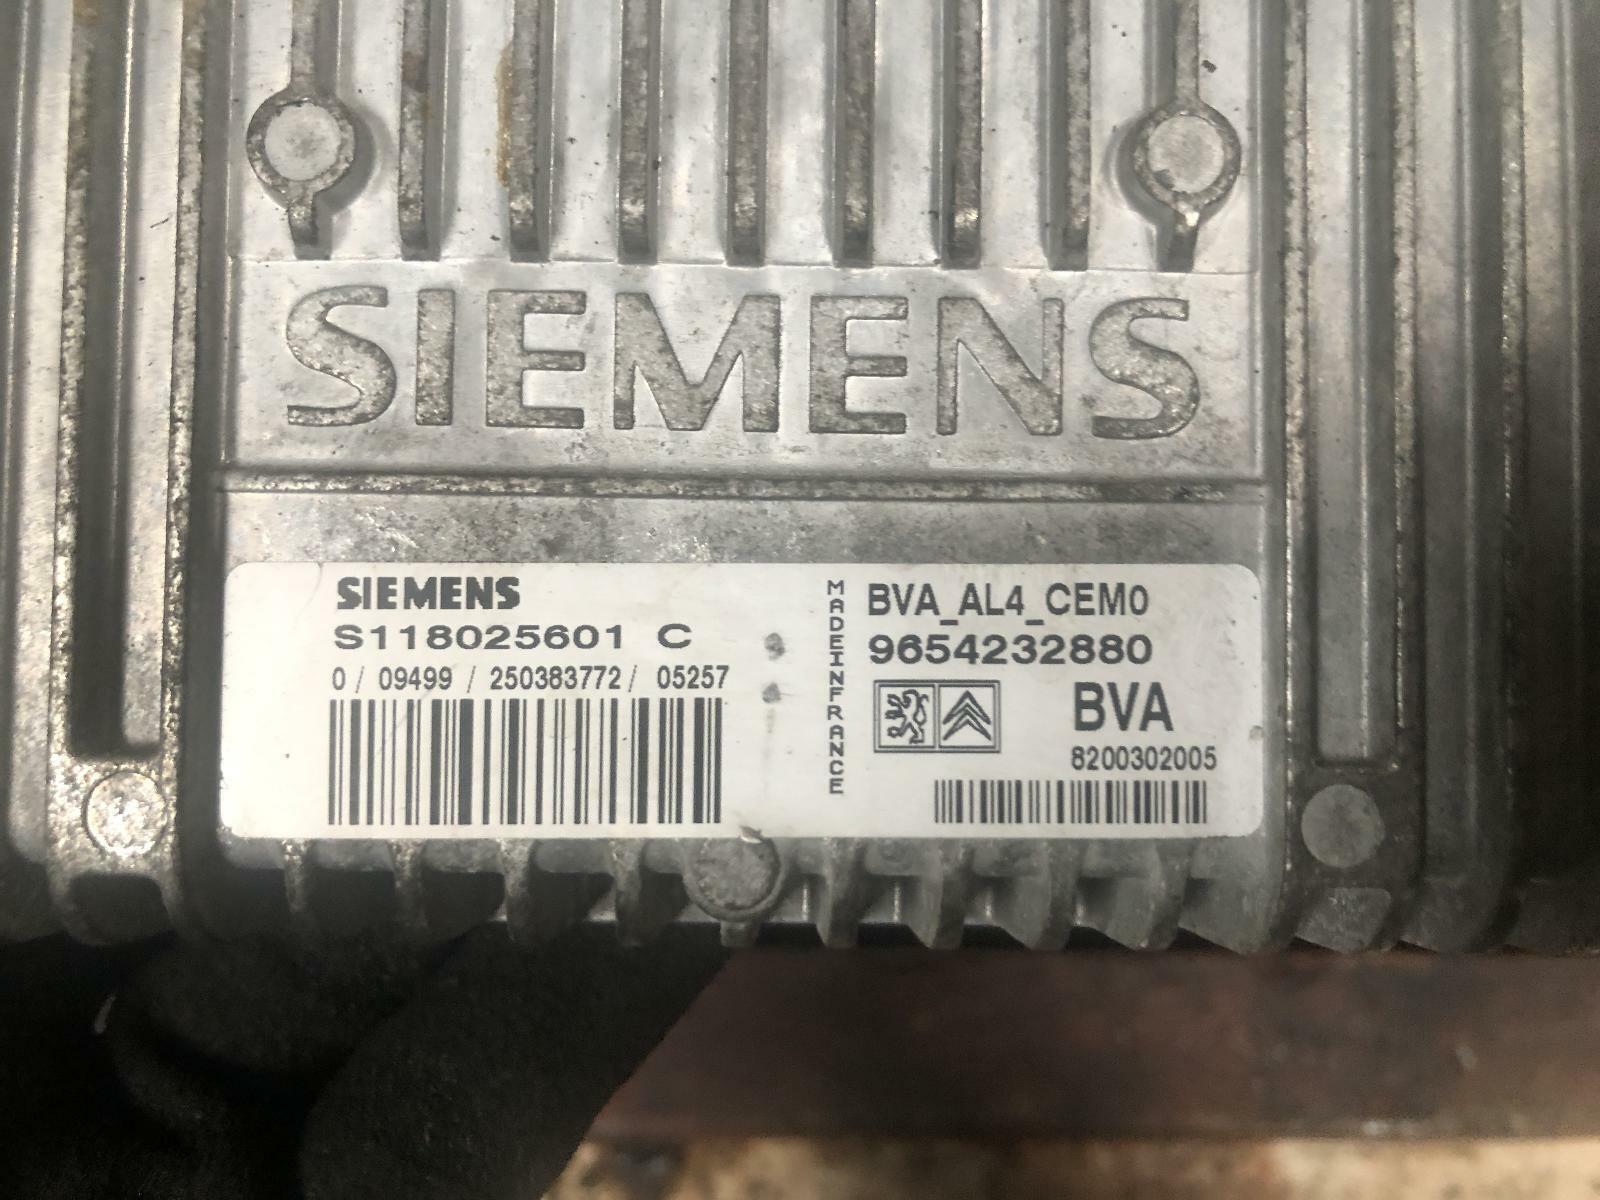 SIEMENS
SIEMENS
S118025601 C
0 / 09499 / 250383772 / 05257
MADEINFRANCE
BVA_AL4_CEM0
9654232880
BVA
8200302005